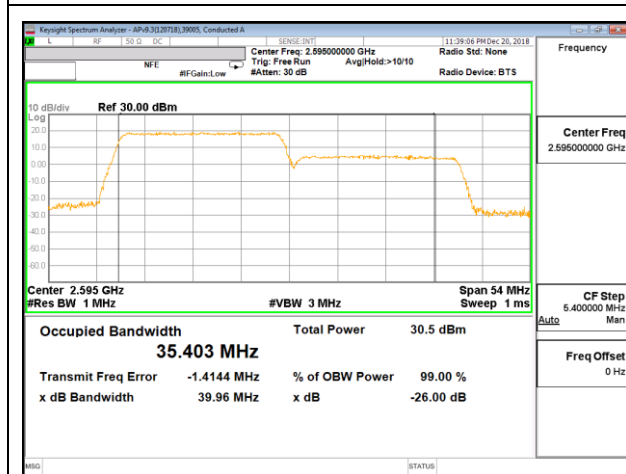 Keysight Spectrum Analyzer - APv9.3(120718),39005, Conducted A
L RF 50 Ω DC SENSE:INT 11:39:06 PM Dec 20, 2018
Center Freq: 2.595000000 GHz Radio Std: None
NFE Trig: Free Run Avg|Hold:>10/10
#IFGain:Low #Atten: 30 dB Radio Device: BTS
Frequency
10 dB/div Ref 30.00 dBm
Log
20.0
10.0
0.00
-10.0
-20.0
-30.0
-40.0
-50.0
-60.0
Center 2.595 GHz Span 54 MHz
#Res BW 1 MHz #VBW 3 MHz Sweep 1 ms
Center Freq
2.595000000 GHz
CF Step
5.400000 MHz
Auto Man
Freq Offset
0 Hz
Occupied Bandwidth Total Power 30.5 dBm
35.403 MHz
Transmit Freq Error -1.4144 MHz % of OBW Power 99.00 %
x dB Bandwidth 39.96 MHz x dB -26.00 dB
MSG STATUS